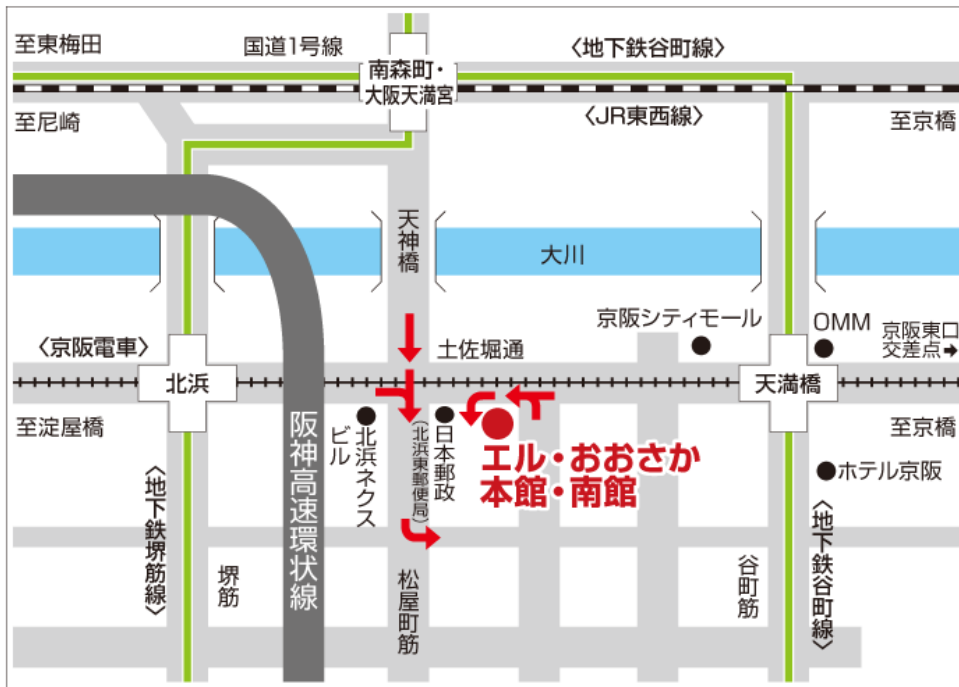 至東梅田
国道1号線
〈地下鉄谷町線〉
南森町・
大阪天満宮
〈JR東西線〉
至尼崎
至京橋
天神橋
大川
京阪シティモール
OMM
京阪東口
交差点➡
〈京阪電車〉
土佐堀通
北浜
天満橋
至淀屋橋
至京橋
阪神高速環状線
北浜ネクス
ビル
(北浜東郵便局)
日本郵政
エル・おおさか
本館・南館
ホテル京阪
〈地下鉄堺筋線〉
堺筋
松屋町筋
谷町筋
〈地下鉄谷町線〉